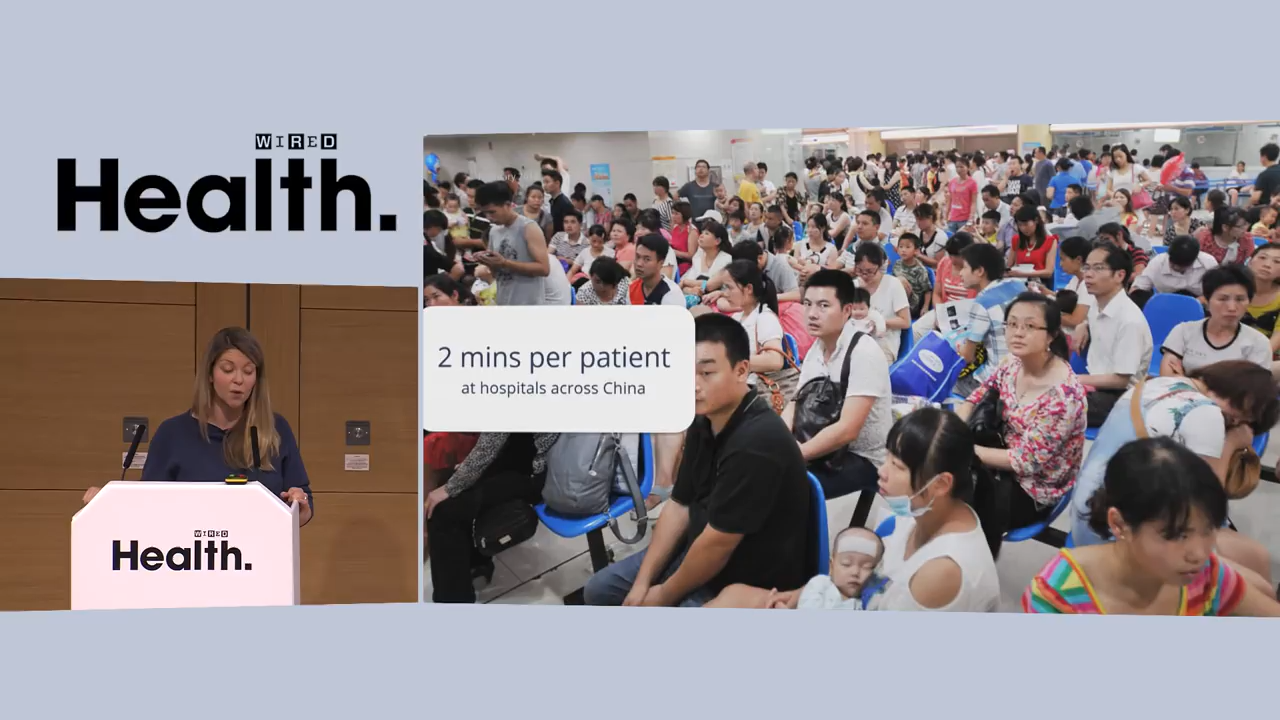 WIRED
Health.
2 mins per patient
at hospitals across China
WIRED
Health.